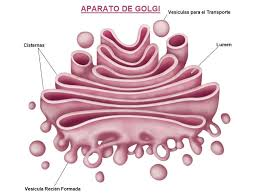 APARATO DE GOLGI
Vesículas para el Transporte
Cisternas
Lumen
Vesícula Recién Formada